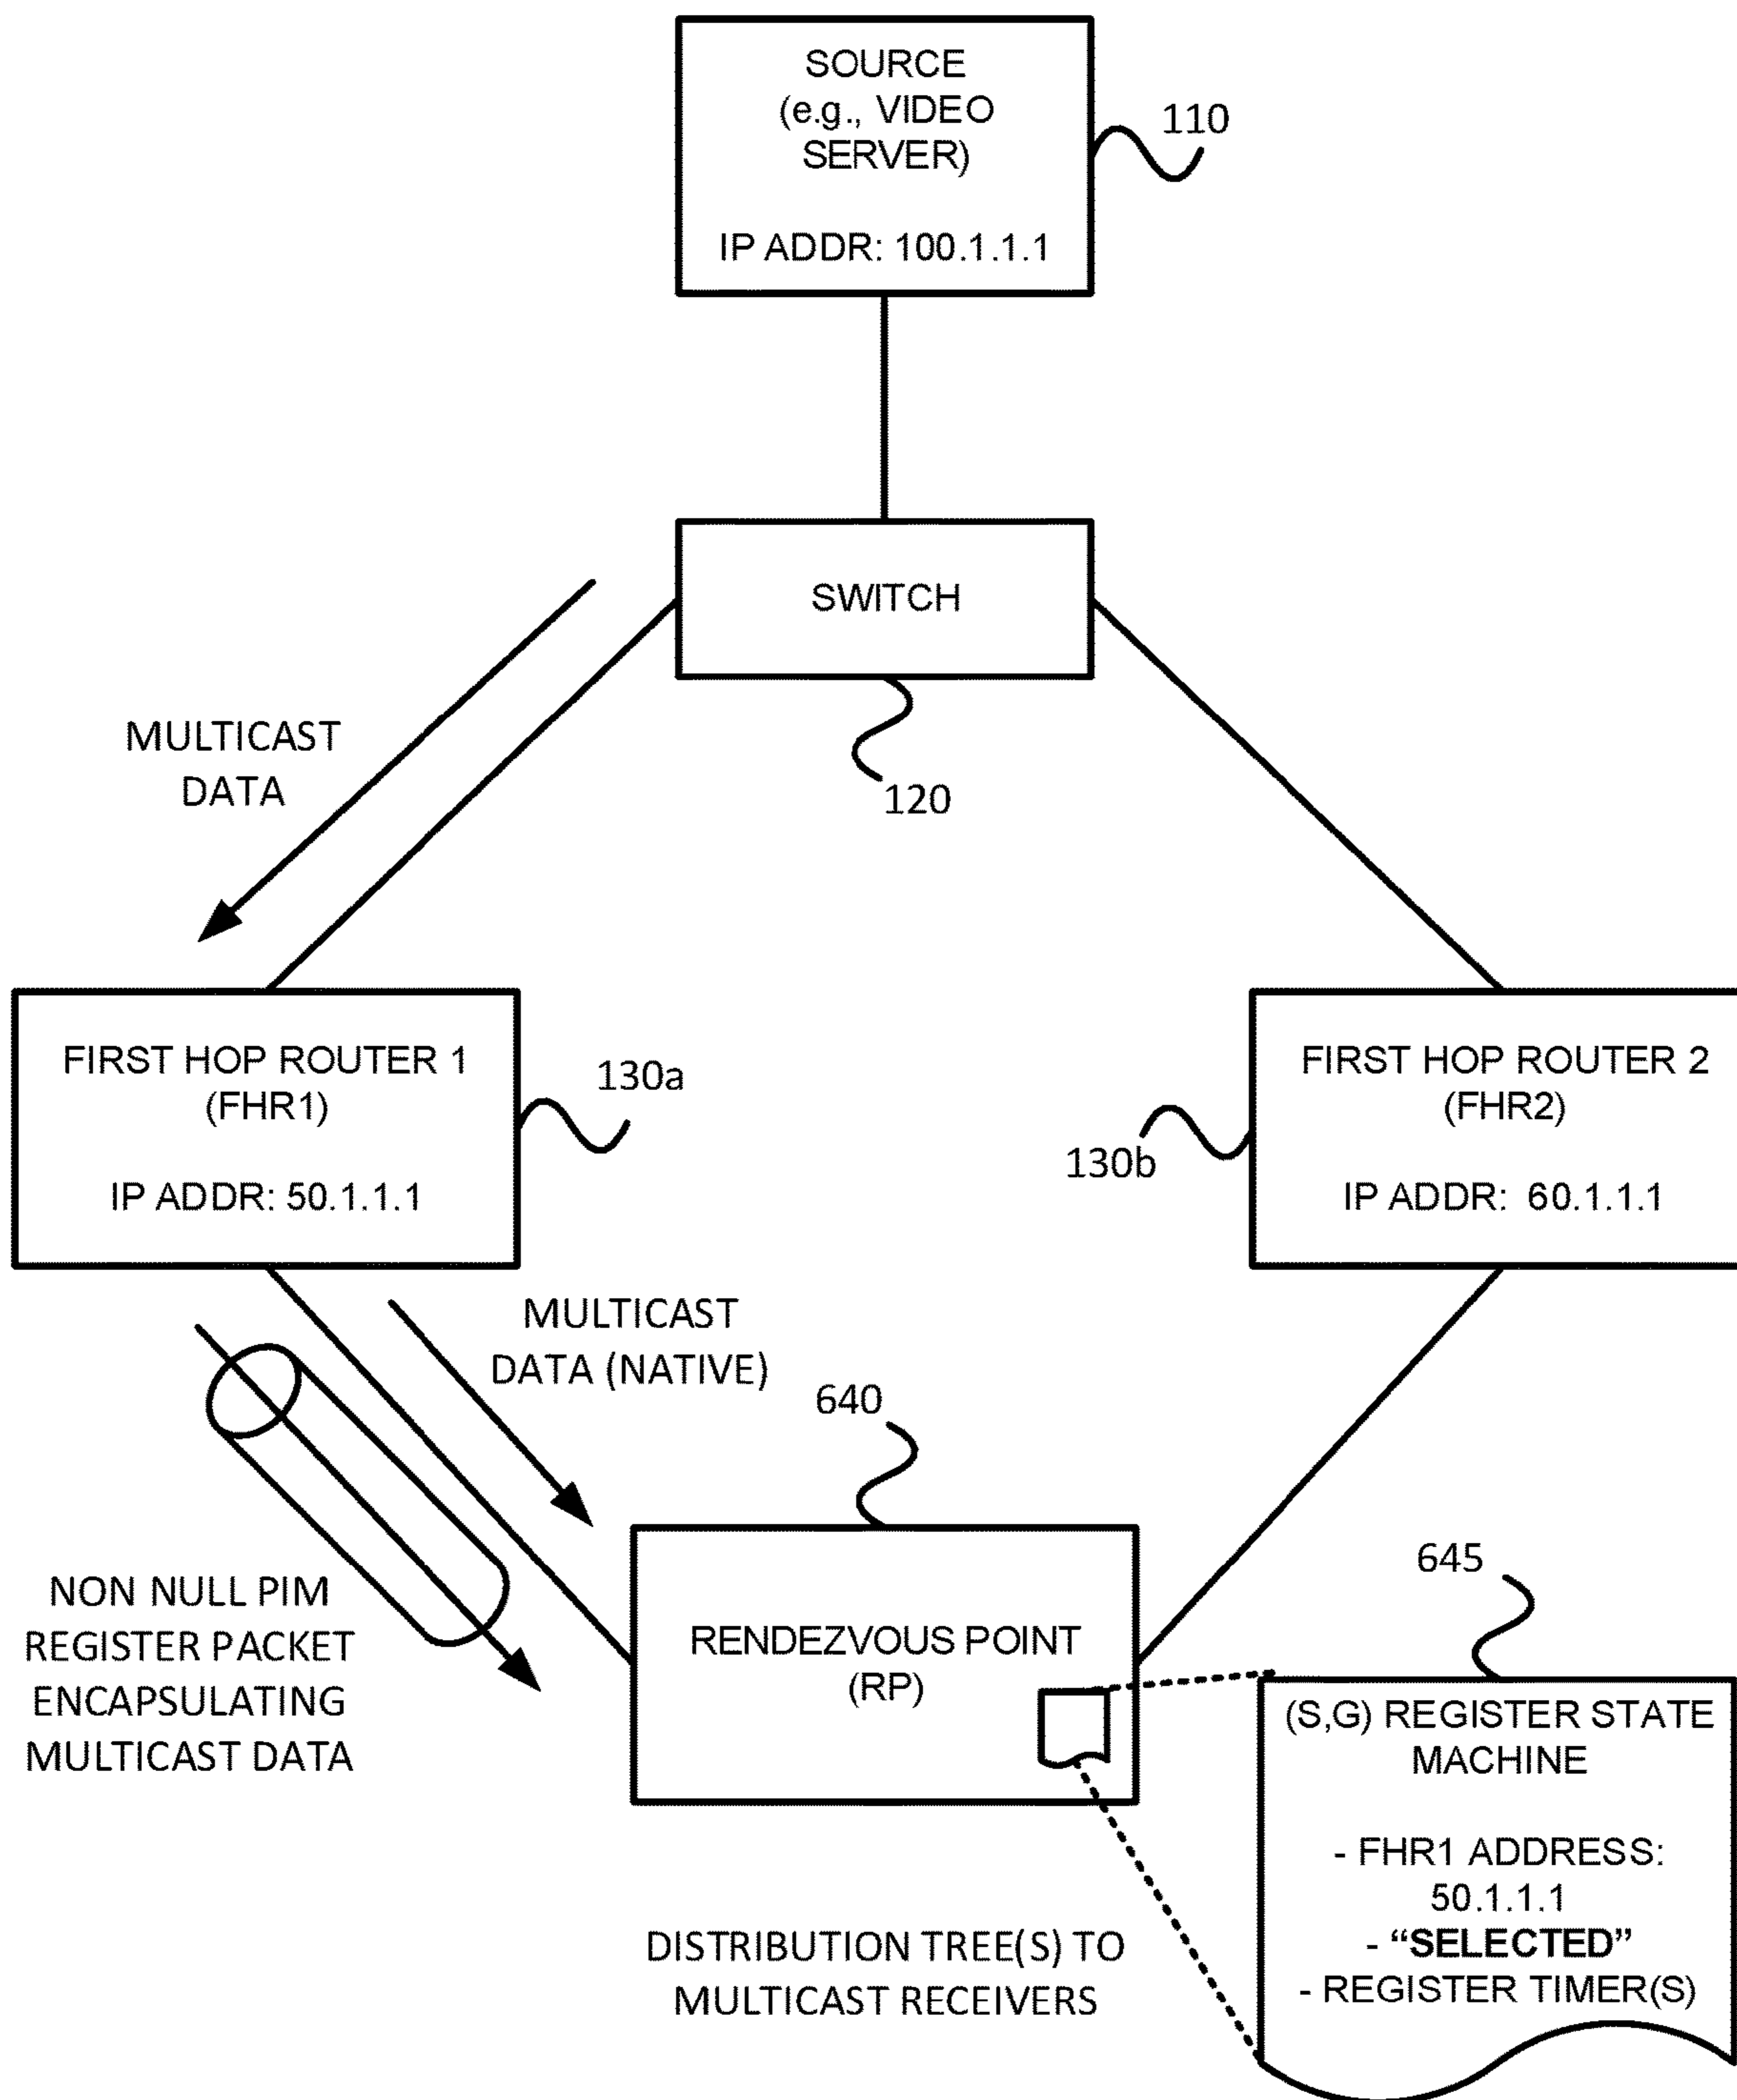 SOURCE
(e.g., VIDEO
SERVER)
IP ADDR: 100.1.1.1
110
SWITCH
120
MULTICAST
DATA
FIRST HOP ROUTER 1
(FHR1)
IP ADDR: 50.1.1.1
130a
FIRST HOP ROUTER 2
(FHR2)
IP ADDR: 60.1.1.1
130b
MULTICAST
DATA (NATIVE)
NON NULL PIM
REGISTER PACKET
ENCAPSULATING
MULTICAST DATA
640
RENDEZVOUS POINT
(RP)
645
(S,G) REGISTER STATE
MACHINE
- FHR1 ADDRESS:
50.1.1.1
- “SELECTED”
- REGISTER TIMER(S)
DISTRIBUTION TREE(S) TO
MULTICAST RECEIVERS